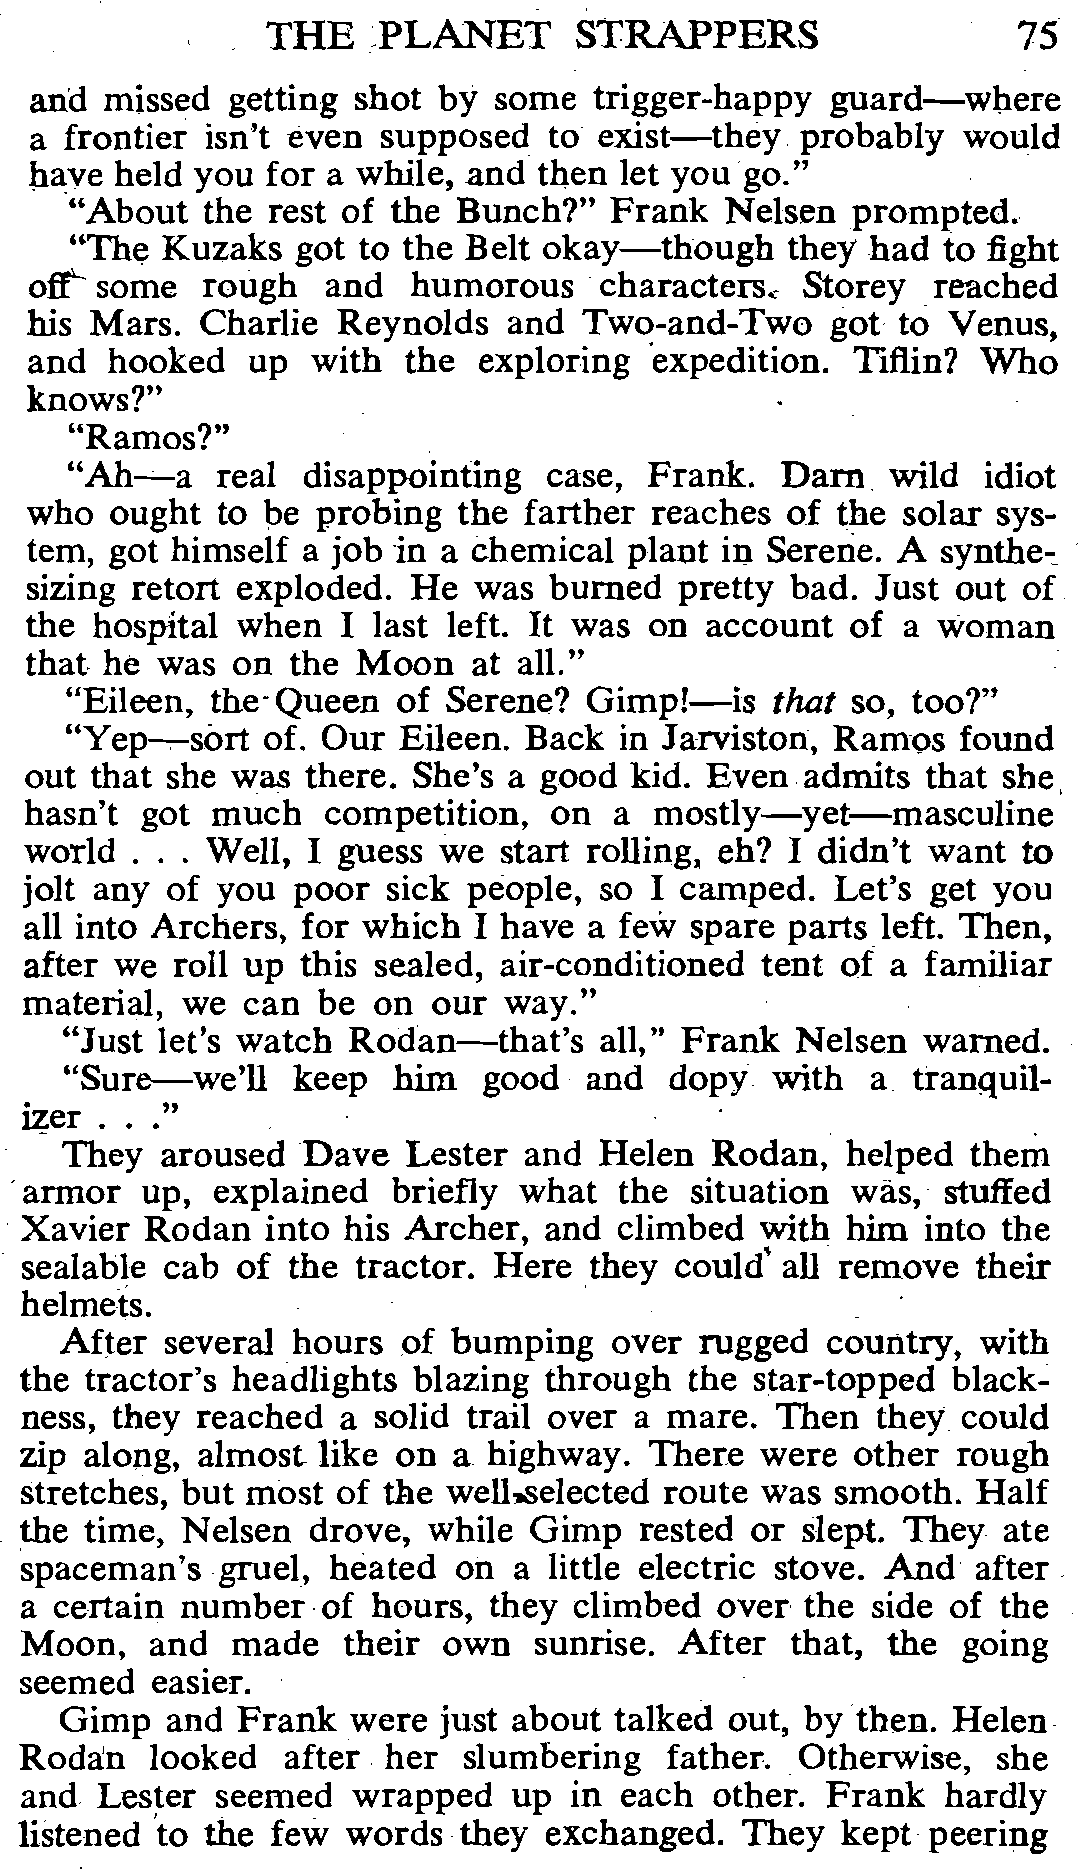 THE PLANET STRAPPERS 75
and missed getting shot by some trigger-happy guard—where
a frontier isn't even supposed to exist—they probably would
have held you for a while, and then let you go."
"About the rest of the Bunch?" Frank Nelsen prompted.
"The Kuzaks got to the Belt okay—though they had to fight
off some rough and humorous characters. Storey reached
his Mars. Charlie Reynolds and Two-and-Two got to Venus,
and hooked up with the exploring expedition. Tiflin? Who
knows?"
"Ramos?"
"Ah—a real disappointing case, Frank. Darn wild idiot
who ought to be probing the farther reaches of the solar sys-
tem, got himself a job in a chemical plant in Serene. A synthe-
sizing retort exploded. He was burned pretty bad. Just out of
the hospital when I last left. It was on account of a woman
that he was on the Moon at all."
"Eileen, the Queen of Serene? Gimp!—is that so, too?"
"Yep—sort of. Our Eileen. Back in Jarviston, Ramos found
out that she was there. She's a good kid. Even admits that she
hasn't got much competition, on a mostly—yet—masculine
world . . . Well, I guess we start rolling, eh? I didn't want to
jolt any of you poor sick people, so I camped. Let's get you
all into Archers, for which I have a few spare parts left. Then,
after we roll up this sealed, air-conditioned tent of a familiar
material, we can be on our way."
"Just let's watch Rodan—that's all," Frank Nelsen warned.
"Sure—we'll keep him good and dopy with a tranquil-
izer . . ."
They aroused Dave Lester and Helen Rodan, helped them
armor up, explained briefly what the situation was, stuffed
Xavier Rodan into his Archer, and climbed with him into the
sealable cab of the tractor. Here they could all remove their
helmets.
After several hours of bumping over rugged country, with
the tractor's headlights blazing through the star-topped black-
ness, they reached a solid trail over a mare. Then they could
zip along, almost like on a highway. There were other rough
stretches, but most of the well-selected route was smooth. Half
the time, Nelsen drove, while Gimp rested or slept. They ate
spaceman's gruel, heated on a little electric stove. And after
a certain number of hours, they climbed over the side of the
Moon, and made their own sunrise. After that, the going
seemed easier.
Gimp and Frank were just about talked out, by then. Helen
Rodan looked after her slumbering father. Otherwise, she
and Lester seemed wrapped up in each other. Frank hardly
listened to the few words they exchanged. They kept peering